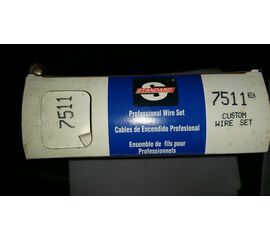 7511
STANDARD
Professional Wire Set
Cables de Encendido Profesional
Ensemble de fils pour
Professionnels
7511
CUSTOM
WIRE SET